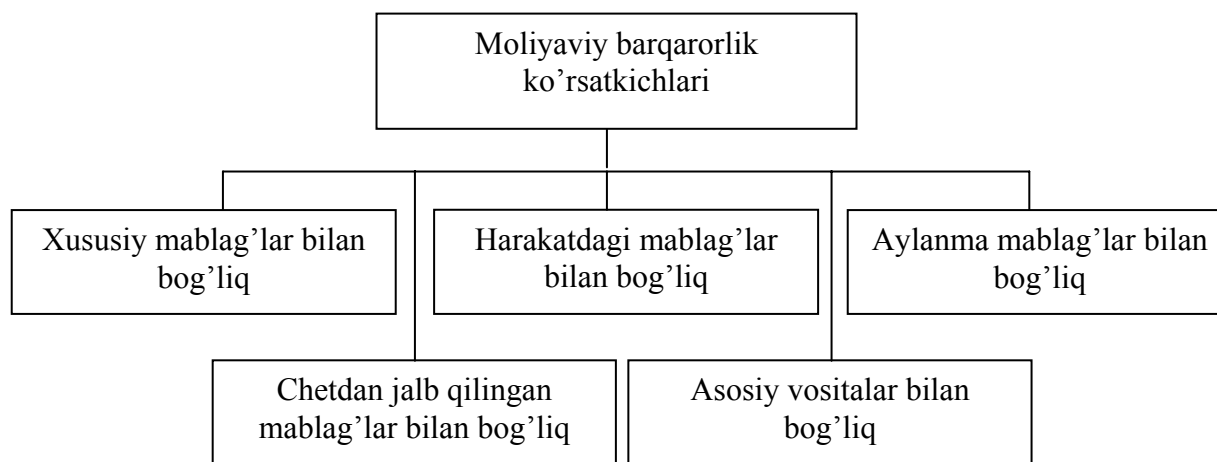 Moliyaviy barqarorlik
ko’rsatkichlari
Xususiy mablag’lar bilan
bog’liq
Harakatdagi mablag’lar
bilan bog’liq
Aylanma mablag’lar bilan
bog’liq
Chetdan jalb qilingan
mablag’lar bilan bog’liq
Asosiy vositalar bilan
bog’liq